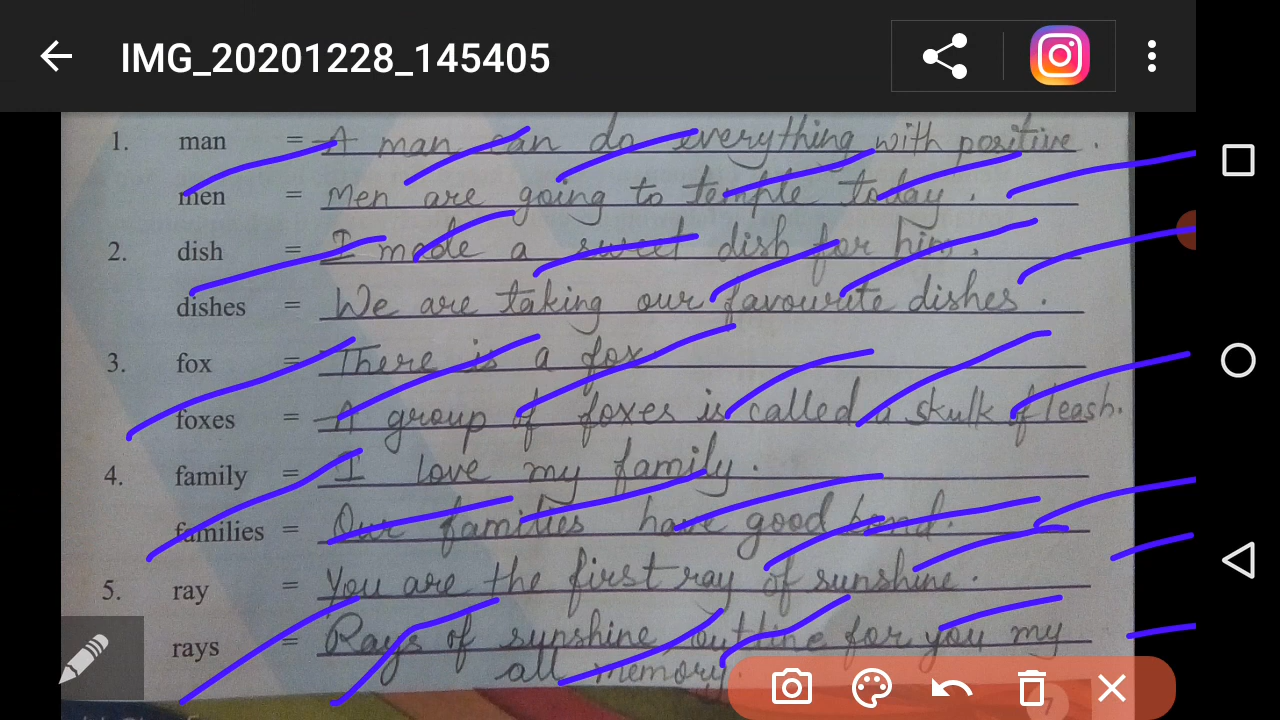 IMG_20201228_145405
1. man = A man can do everything with positive.
men = Men are going to temple today.
2. dish = I made a sweet dish for him.
dishes = We are taking our favourite dishes.
3. fox = There is a fox.
foxes = A group of foxes is called a skulk of leash.
4. family = I love my family.
families = Our families have good bond.
5. ray = You are the first ray of sunshine.
rays = Rays of sunshine outline for you my
all memory.